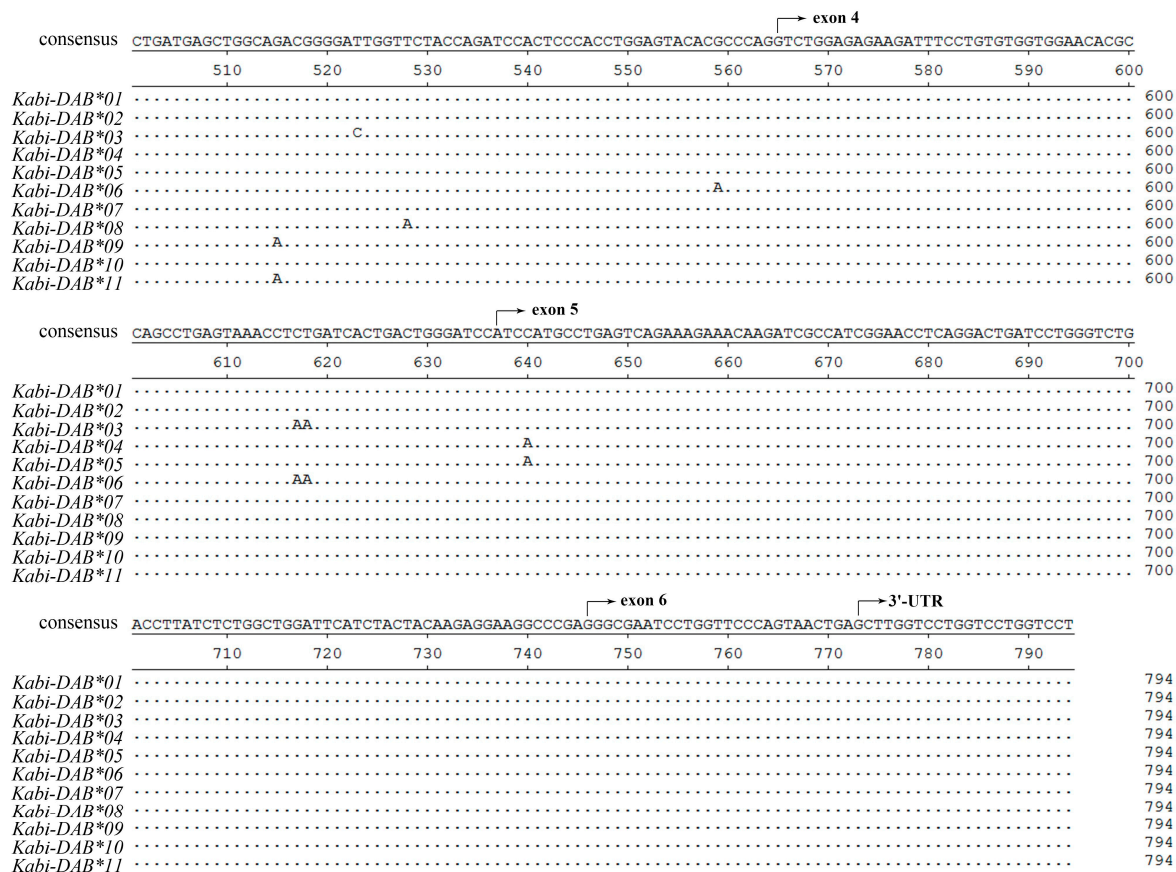 exon 4
consensus CTGATGAGCTGGCAGACGGGGATTGGTTCTACCAGATCCACTCCCACCTGGAGTACACGCCCAGGTCTGGAGAGAAGATTTCCTGTGTGGTGGAACACGC
510 520 530 540 550 560 570 580 590 600
Kabi-DAB*01 600
Kabi-DAB*02 600
Kabi-DAB*03 C 600
Kabi-DAB*04 600
Kabi-DAB*05 600
Kabi-DAB*06 A 600
Kabi-DAB*07 600
Kabi-DAB*08 A 600
Kabi-DAB*09 A 600
Kabi-DAB*10 600
Kabi-DAB*11 A 600
exon 5
consensus CAGCCTGAGTAAACCTCTGATCACTGACTGGGATCCATCCATGCCTGAGTCAGAAAGAAACAAGATCGCCATCGGAACCTCAGGACTGATCCTGGGTCTG
610 620 630 640 650 660 670 680 690 700
Kabi-DAB*01 700
Kabi-DAB*02 700
Kabi-DAB*03 AA 700
Kabi-DAB*04 A 700
Kabi-DAB*05 A 700
Kabi-DAB*06 AA 700
Kabi-DAB*07 700
Kabi-DAB*08 700
Kabi-DAB*09 700
Kabi-DAB*10 700
Kabi-DAB*11 700
exon 6 3'-UTR
consensus ACCTTATCTCTGGCTGGATTCATCTACTACAAGAGGAAGGCCCGAGGGCGAATCCTGGTTCCCAGTAACTGAGCTTGGTCCTGGTCCTGGTCCT
710 720 730 740 750 760 770 780 790
Kabi-DAB*01 794
Kabi-DAB*02 794
Kabi-DAB*03 794
Kabi-DAB*04 794
Kabi-DAB*05 794
Kabi-DAB*06 794
Kabi-DAB*07 794
Kabi-DAB*08 794
Kabi-DAB*09 794
Kabi-DAB*10 794
Kabi-DAB*11 794